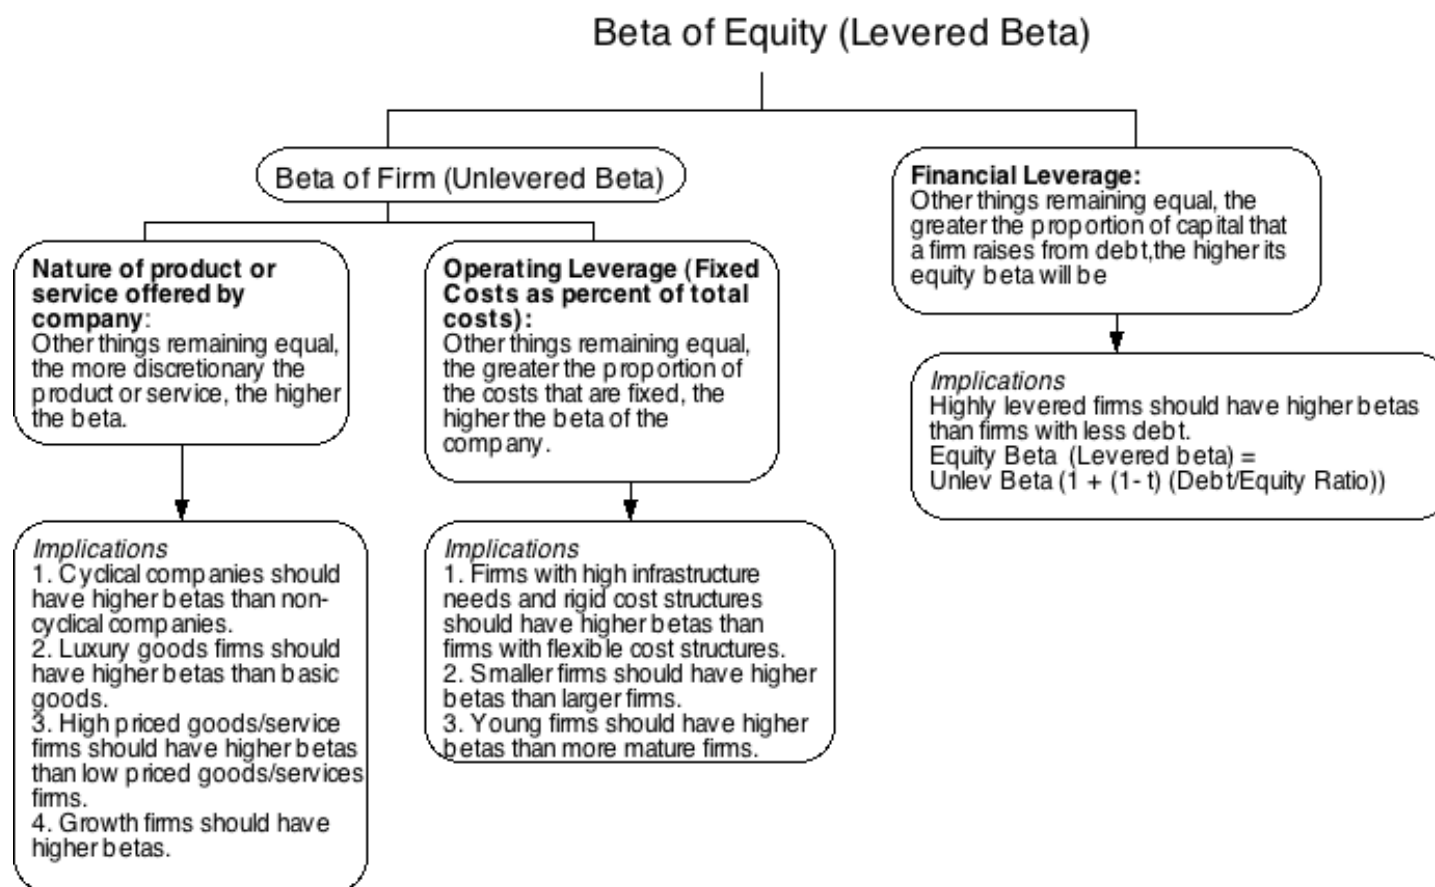 Beta of Equity (Levered Beta)
Beta of Firm (Unlevered Beta)
Nature of product or
service offered by
company:
Other things remaining equal,
the more discretionary the
product or service, the higher
the beta.
Operating Leverage (Fixed
Costs as percent of total
costs):
Other things remaining equal,
the greater the proportion of
the costs that are fixed, the
higher the beta of the
company.
Financial Leverage:
Other things remaining equal, the
greater the proportion of capital that
a firm raises from debt,the higher its
equity beta will be
Implications
1. Cyclical companies should
have higher betas than non-
cyclical companies.
2. Luxury goods firms should
have higher betas than basic
goods.
3. High priced goods/service
firms should have higher betas
than low priced goods/services
firms.
4. Growth firms should have
higher betas.
Implications
1. Firms with high infrastructure
needs and rigid cost structures
should have higher betas than
firms with flexible cost structures.
2. Smaller firms should have higher
betas than larger firms.
3. Young firms should have higher
betas than more mature firms.
Implications
Highly levered firms should have higher betas
than firms with less debt.
Equity Beta (Levered beta) =
Unlev Beta (1 + (1- t) (Debt/Equity Ratio))